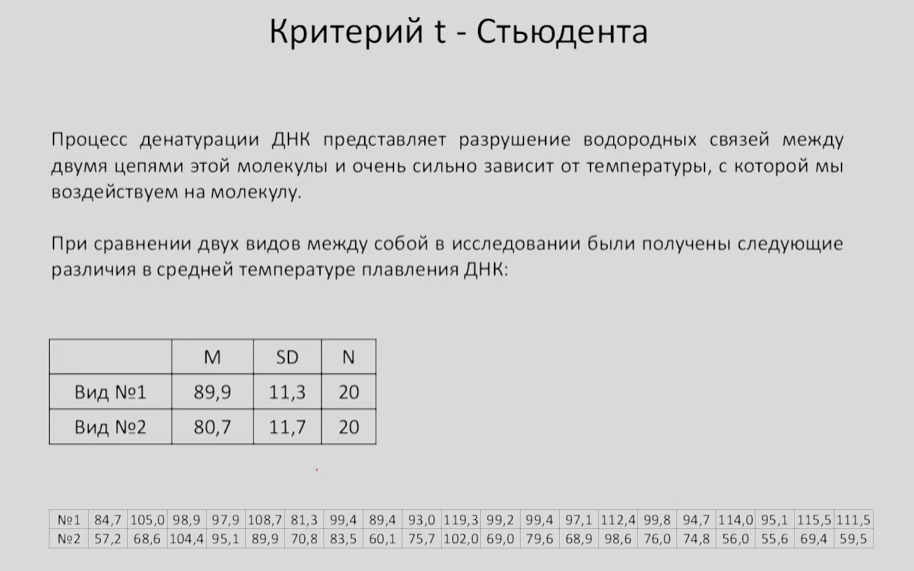 Критерий t - Стьюдента
Процесс денатурации ДНК представляет разрушение водородных связей между
двумя цепями этой молекулы и очень сильно зависит от температуры, с которой мы
воздействуем на молекулу.
При сравнении двух видов между собой в исследовании были получены следующие
различия в средней температуре плавления ДНК:
M SD N
Вид №1 89,9 11,3 20
Вид №2 80,7 11,7 20
№1 84,7 105,0 98,9 97,9 108,7 81,3 99,4 89,4 93,0 119,3 99,2 99,4 97,1 112,4 99,8 94,7 114,0 95,1 115,5 111,5
№2 57,2 68,6 104,4 95,1 89,9 70,8 83,5 60,1 75,7 102,0 69,0 79,6 68,9 98,6 76,0 74,8 56,0 55,6 69,4 59,5